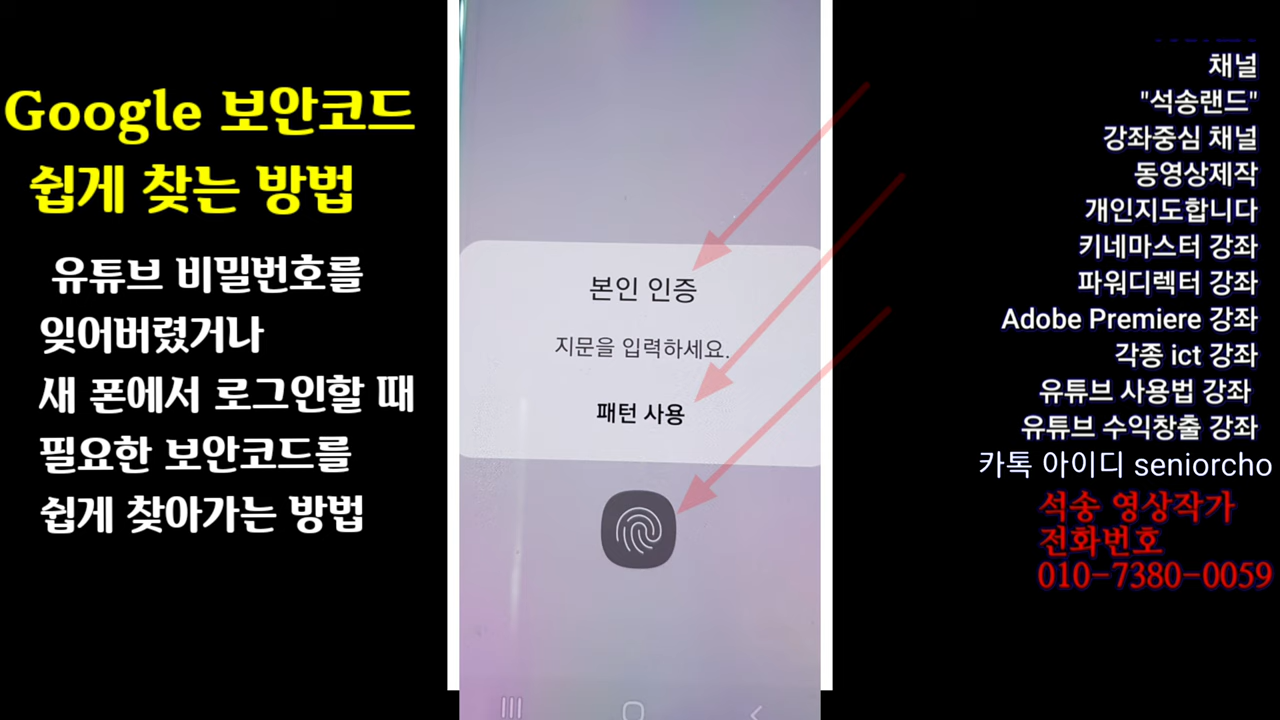 Google 보안코드
쉽게 찾는 방법
유튜브 비밀번호를
잊어버렸거나
새 폰에서 로그인할 때
필요한 보안코드를
쉽게 찾아가는 방법
본인 인증
지문을 입력하세요.
패턴 사용
채널
"석송랜드"
강좌중심 채널
동영상제작
개인지도합니다
키네마스터 강좌
파워디렉터 강좌
Adobe Premiere 강좌
각종 ict 강좌
유튜브 사용법 강좌
유튜브 수익창출 강좌
카톡 아이디 seniorcho
석송 영상작가
전화번호
010-7380-0059